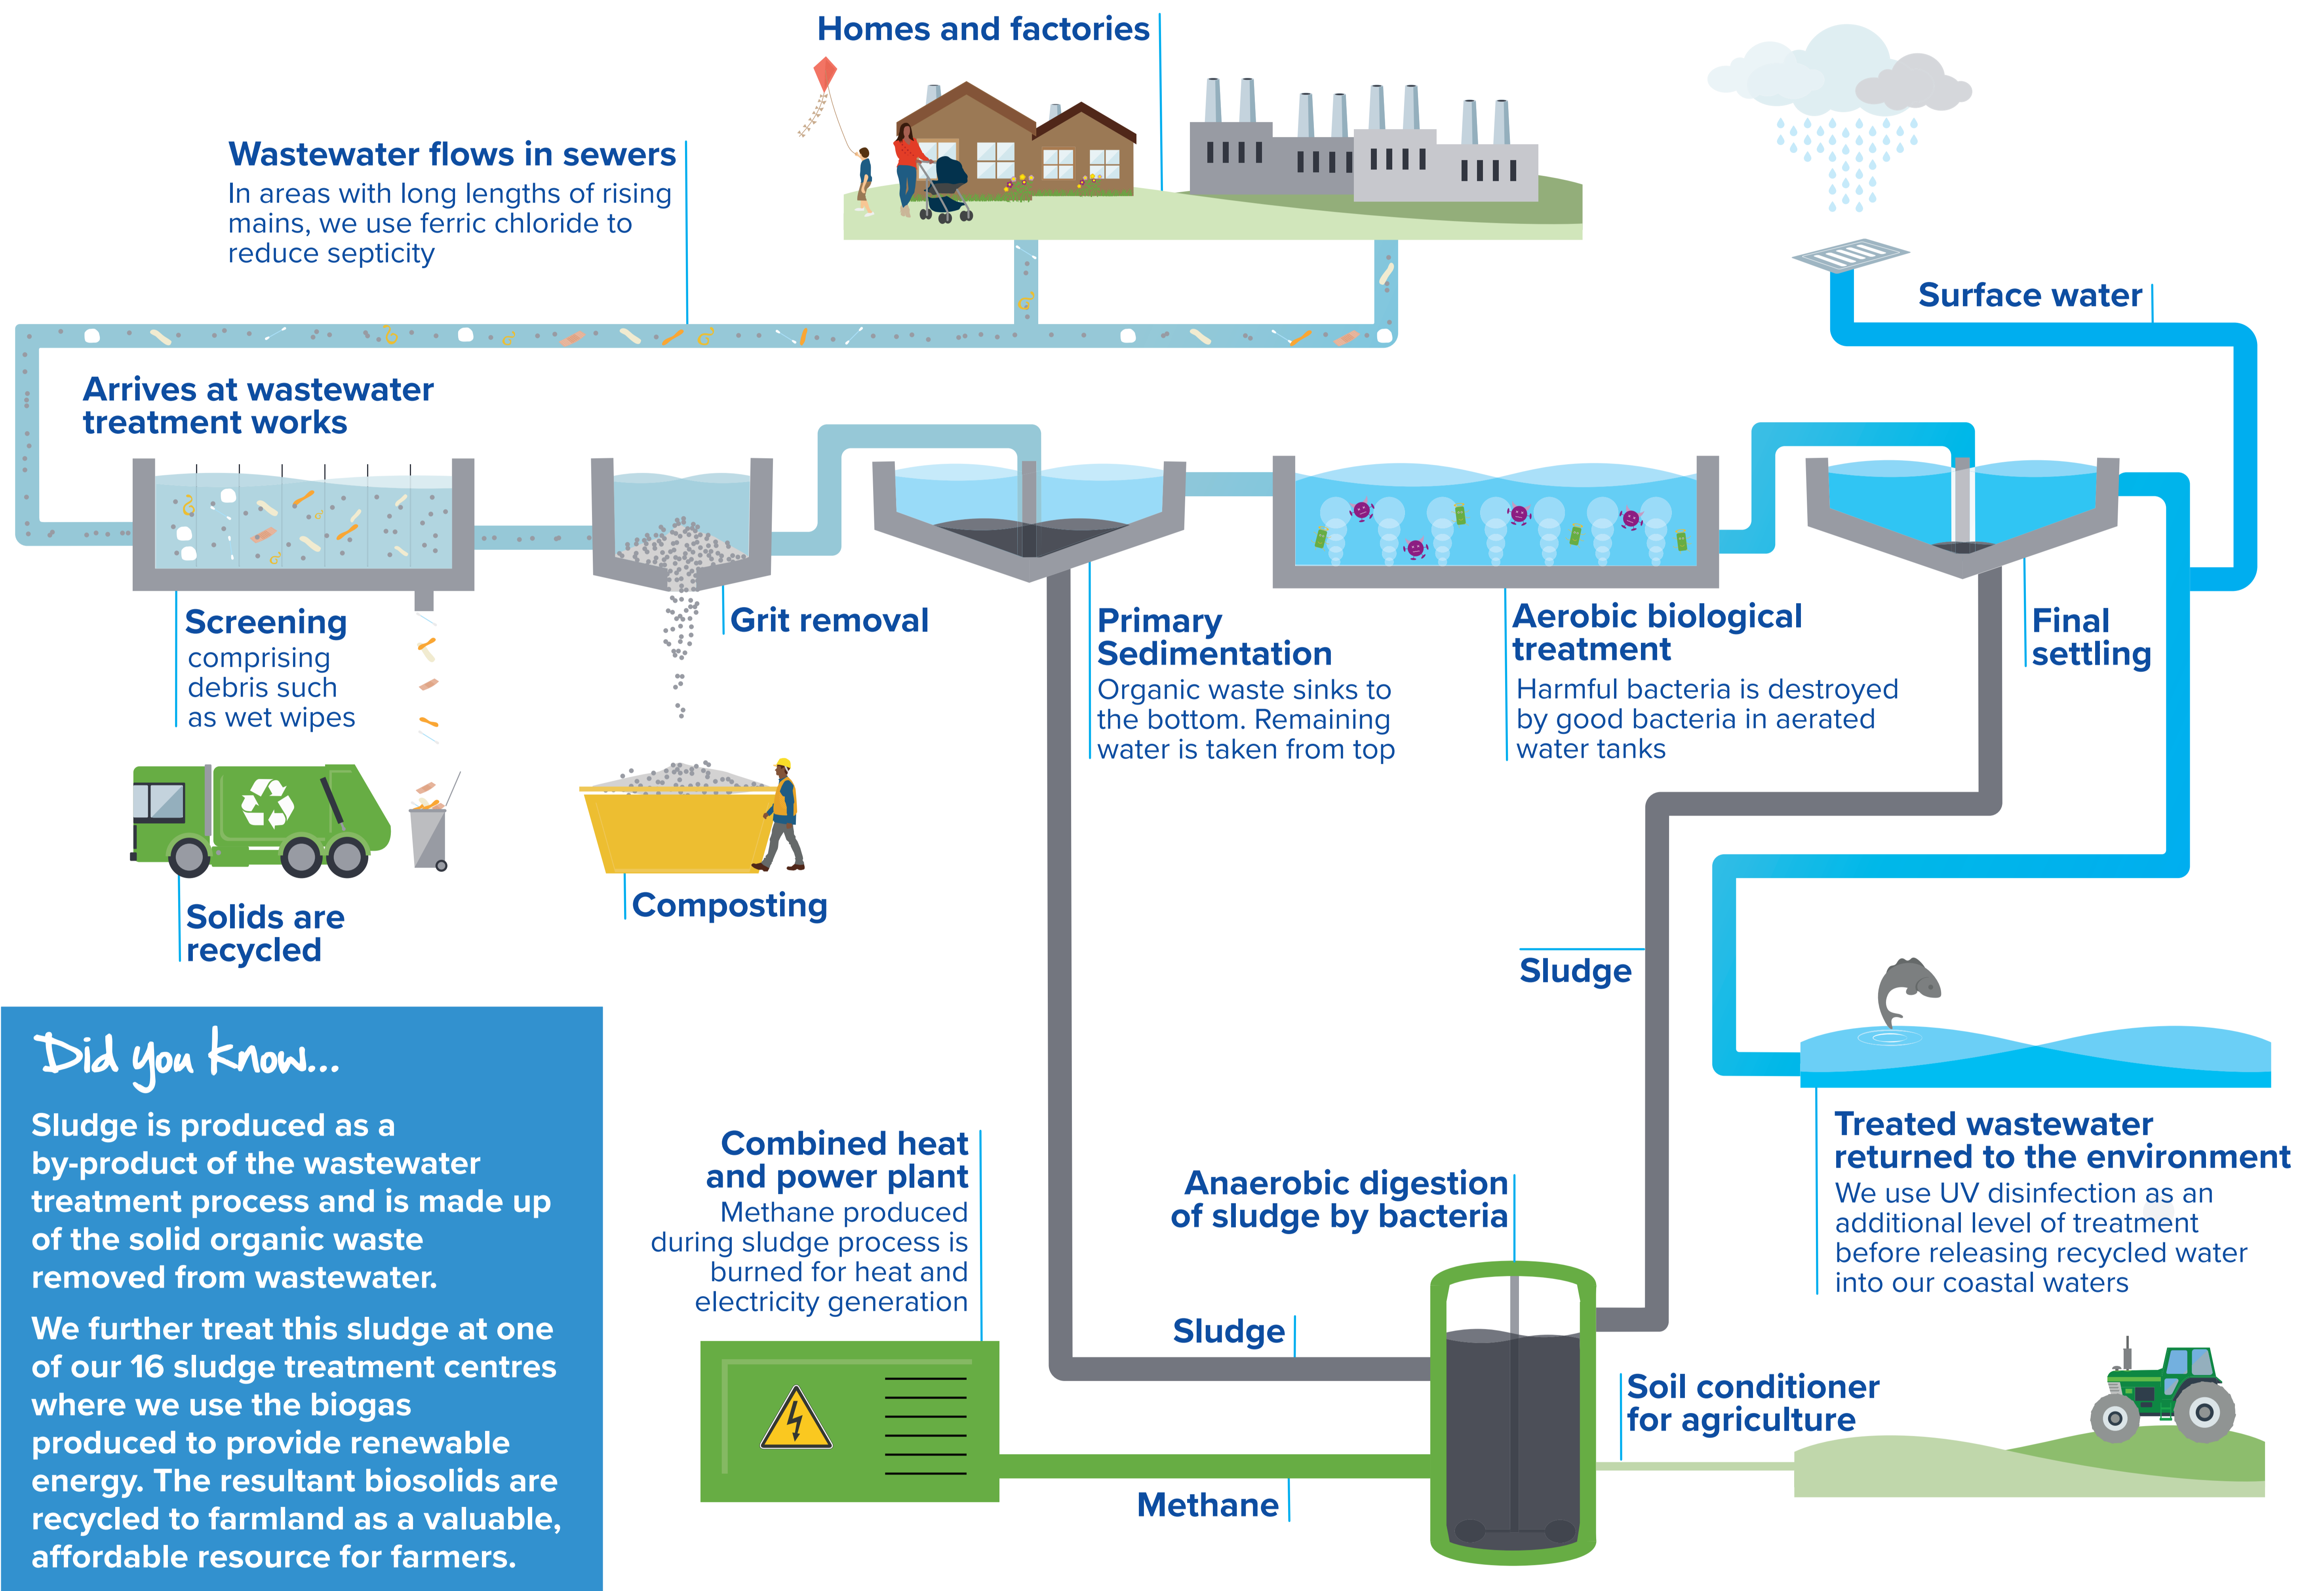 Homes and factories
Wastewater flows in sewers
In areas with long lengths of rising
mains, we use ferric chloride to
reduce septicity
Surface water
Arrives at wastewater
treatment works
Screening
comprising
debris such
as wet wipes
Grit removal
Primary
Sedimentation
Organic waste sinks to
the bottom. Remaining
water is taken from top
Aerobic biological
treatment
Harmful bacteria is destroyed
by good bacteria in aerated
water tanks
Final
settling
Solids are
recycled
Composting
Sludge
Did you know...
Sludge is produced as a
by-product of the wastewater
treatment process and is made up
of the solid organic waste
removed from wastewater.
We further treat this sludge at one
of our 16 sludge treatment centres
where we use the biogas
produced to provide renewable
energy. The resultant biosolids are
recycled to farmland as a valuable,
affordable resource for farmers.
Combined heat
and power plant
Methane produced
during sludge process is
burned for heat and
electricity generation
Anaerobic digestion
of sludge by bacteria
Treated wastewater
returned to the environment
We use UV disinfection as an
additional level of treatment
before releasing recycled water
into our coastal waters
Sludge
Soil conditioner
for agriculture
Methane